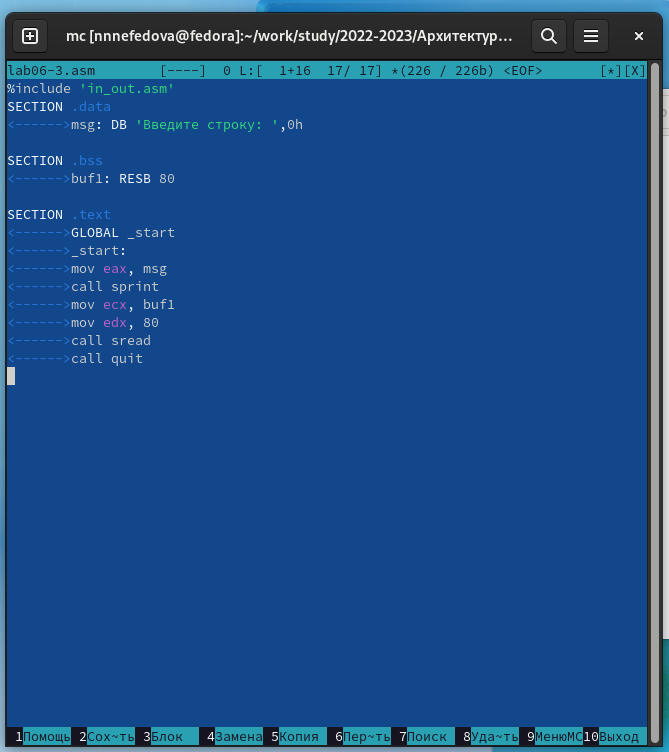 mc [nnnefedova@fedora]:~/work/study/2022-2023/Архитектур...
lab06-3.asm [----] 0 L:[ 1+16 17/ 17] *(226 / 226b) <EOF> [*][X]
%include 'in_out.asm'
SECTION .data
<------>msg: DB 'Введите строку: ',0h
SECTION .bss
<------>buf1: RESB 80
SECTION .text
<------>GLOBAL _start
<------>_start:
<------>mov eax, msg
<------>call sprint
<------>mov ecx, buf1
<------>mov edx, 80
<------>call sread
<------>call quit
1Помощь 2Сох~ть 3Блок 4Замена 5Копия 6Пер~ть 7Поиск 8Уда~ть 9МенюМС 10Выход